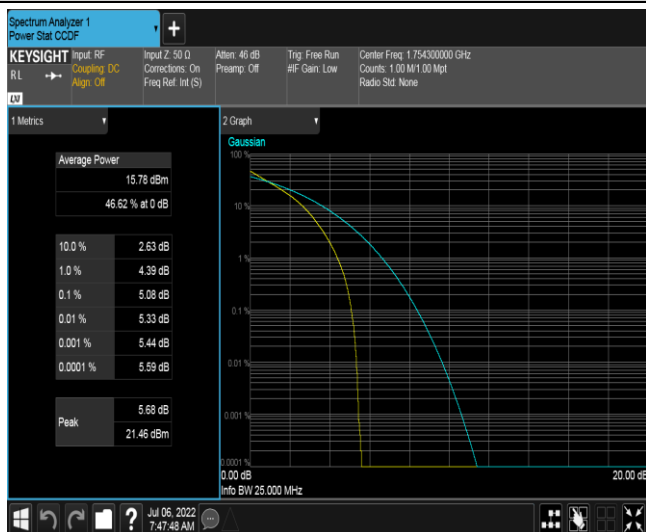 Spectrum Analyzer 1
Power Stat CCDF
KEYSIGHT Input: RF Input Z: 50 Ω Atten: 46 dB Trig: Free Run Center Freq: 1.754300000 GHz
RL Coupling: DC Corrections: On Preamp: Off #IF Gain: Low Counts: 1.00 M/1.00 Mpt
Align: Off Freq Ref: Int (S) Radio Std: None
LXI
1 Metrics
2 Graph
Average Power
15.78 dBm
46.62 % at 0 dB
10.0 % 2.63 dB
1.0 % 4.39 dB
0.1 % 5.08 dB
0.01 % 5.33 dB
0.001 % 5.44 dB
0.0001 % 5.59 dB
Peak 5.68 dB
21.46 dBm
Gaussian
100 %
10 %
1 %
0.1 %
0.01 %
0.001 %
0.0001 %
0.00 dB 20.00 dB
Info BW 25.000 MHz
? Jul 06, 2022
7:47:48 AM